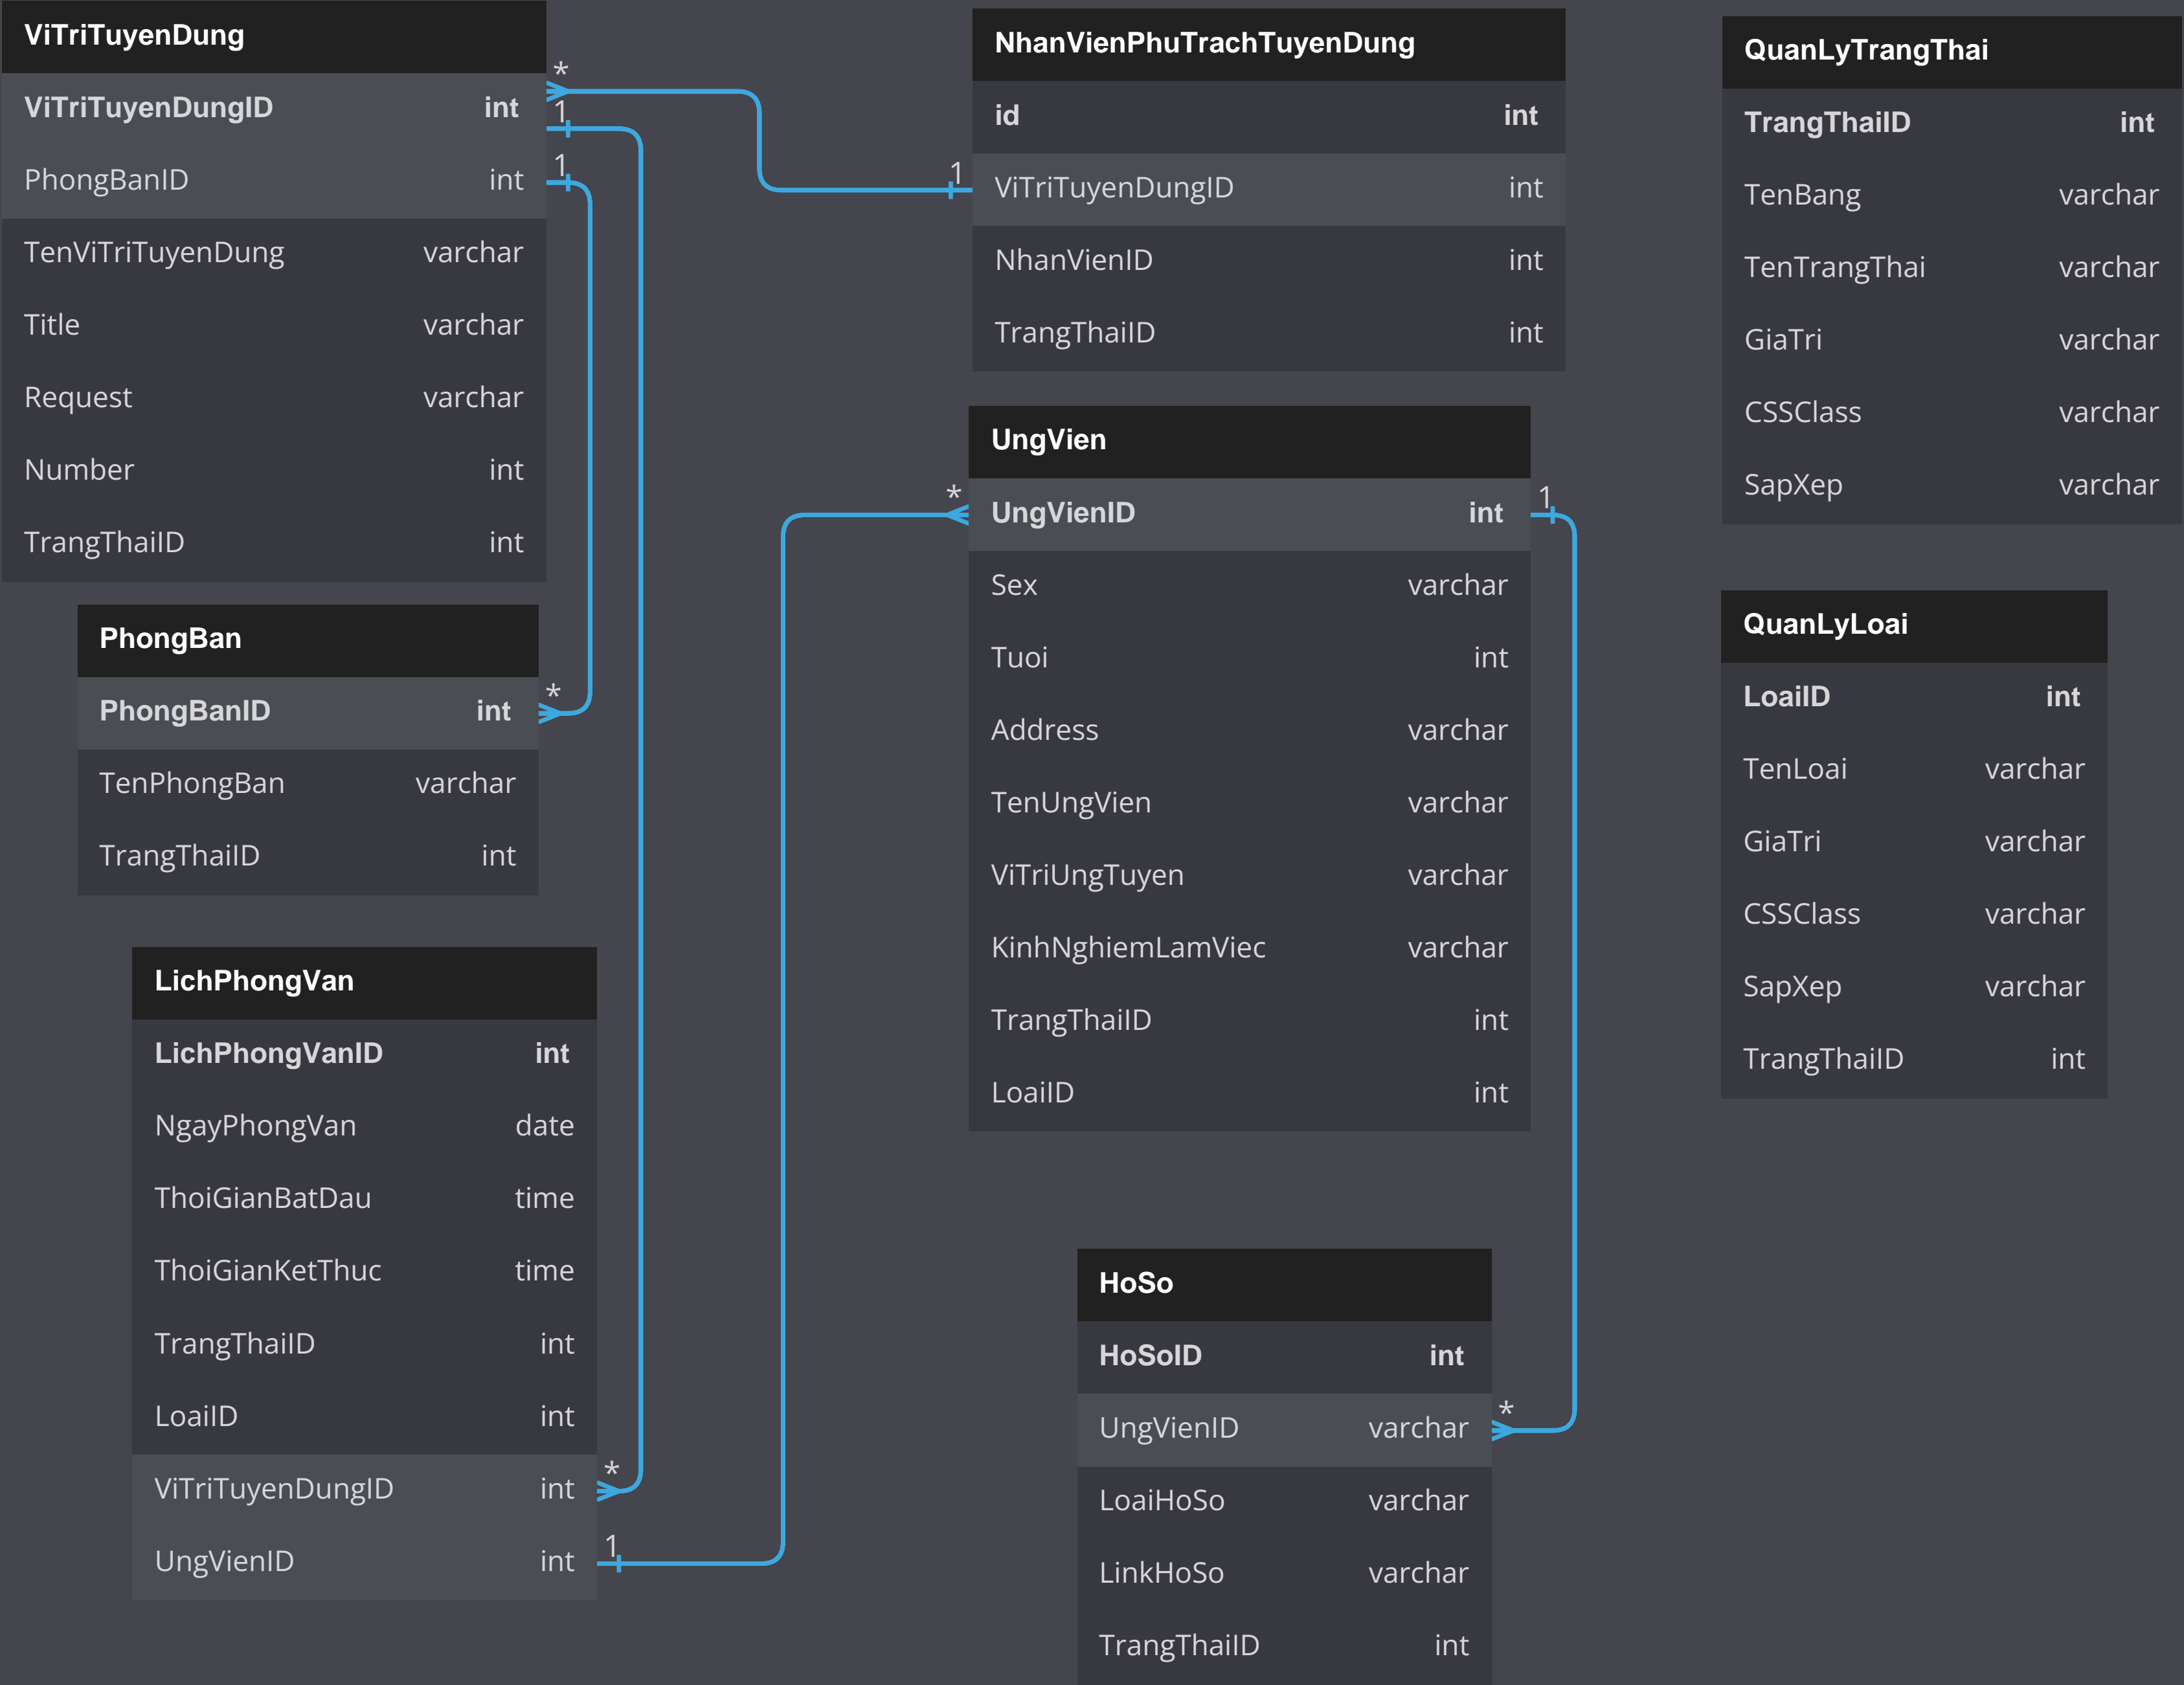 ViTriTuyenDung
ViTriTuyenDungID int
PhongBanID int
TenViTriTuyenDung varchar
Title varchar
Request varchar
Number int
TrangThaiID int
*
1
1
PhongBan
PhongBanID int
TenPhongBan varchar
TrangThaiID int
*
LichPhongVan
LichPhongVanID int
NgayPhongVan date
ThoiGianBatDau time
ThoiGianKetThuc time
TrangThaiID int
LoaiID int
ViTriTuyenDungID int
UngVienID int
*
1
NhanVienPhuTrachTuyenDung
id int
ViTriTuyenDungID int
NhanVienID int
TrangThaiID int
1
UngVien
UngVienID int
Sex varchar
Tuoi int
Address varchar
TenUngVien varchar
ViTriUngTuyen varchar
KinhNghiemLamViec varchar
TrangThaiID int
LoaiID int
*
1
HoSo
HoSoID int
UngVienID varchar
LoaiHoSo varchar
LinkHoSo varchar
TrangThaiID int
*
QuanLyTrangThai
TrangThaiID int
TenBang varchar
TenTrangThai varchar
GiaTri varchar
CSSClass varchar
SapXep varchar
QuanLyLoai
LoaiID int
TenLoai varchar
GiaTri varchar
CSSClass varchar
SapXep varchar
TrangThaiID int